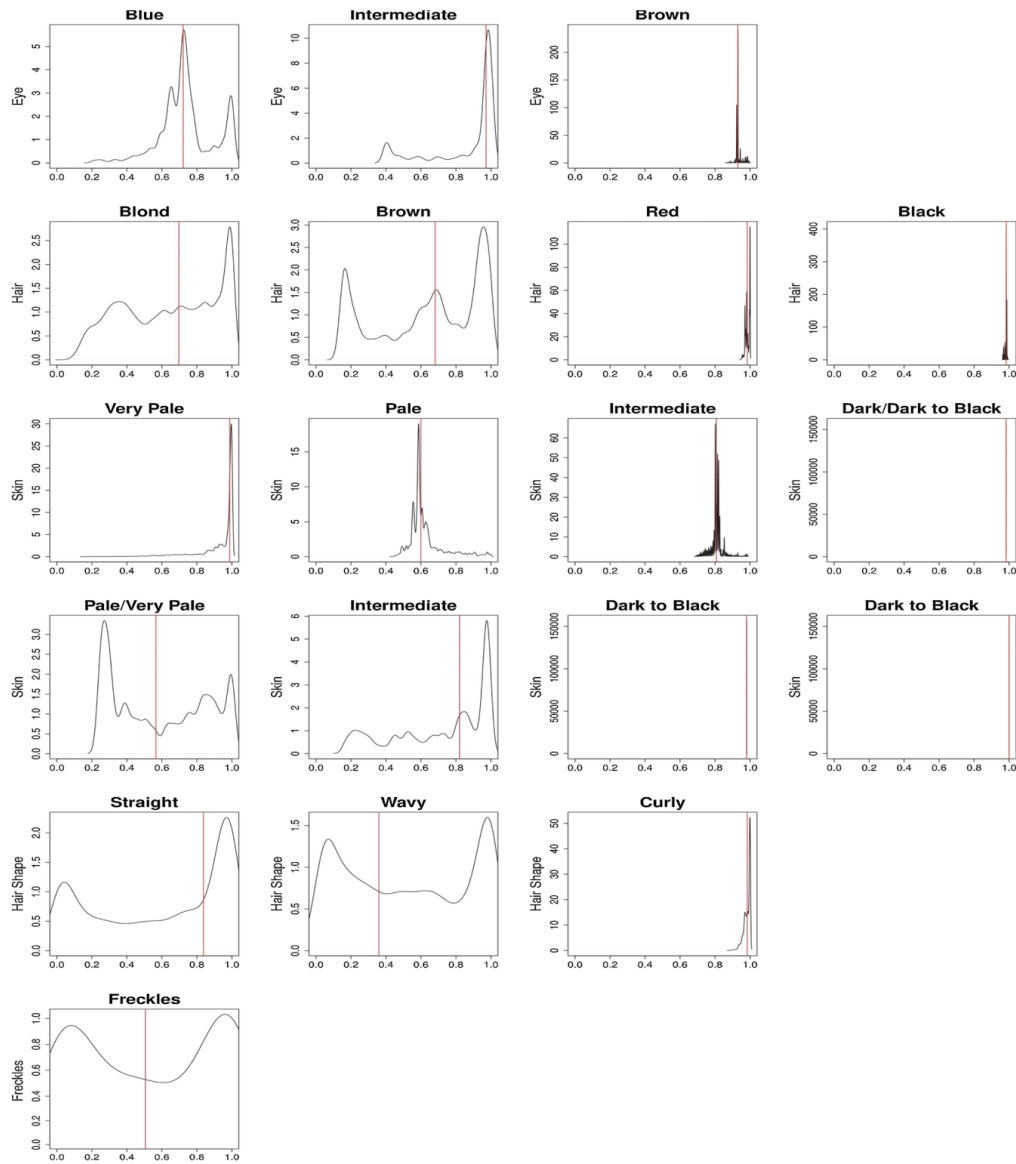 Blue Intermediate Brown
Eye 0 1 2 3 4 5
Eye 0 2 4 6 8 10
Eye 0 50 100 150 200 250
0.0 0.2 0.4 0.6 0.8 1.0 0.0 0.2 0.4 0.6 0.8 1.0 0.0 0.2 0.4 0.6 0.8 1.0
Blond Brown Red Black
Hair 0.0 0.5 1.0 1.5 2.0 2.5
Hair 0.0 0.5 1.0 1.5 2.0 2.5 3.0
Hair 0 20 40 60 80 100
Hair 0 100 200 300 400
0.0 0.2 0.4 0.6 0.8 1.0 0.0 0.2 0.4 0.6 0.8 1.0 0.0 0.2 0.4 0.6 0.8 1.0 0.0 0.2 0.4 0.6 0.8 1.0
Very Pale Pale Intermediate Dark/Dark to Black
Skin 0 5 10 15 20 25 30
Skin 0 5 10 15
Skin 0 10 20 30 40 50 60
Skin 0 50000 100000 150000
0.0 0.2 0.4 0.6 0.8 1.0 0.0 0.2 0.4 0.6 0.8 1.0 0.0 0.2 0.4 0.6 0.8 1.0 0.0 0.2 0.4 0.6 0.8 1.0
Pale/Very Pale Intermediate Dark to Black Dark to Black
Skin 0.0 0.5 1.0 1.5 2.0 2.5 3.0
Skin 0 1 2 3 4 5 6
Skin 0 50000 100000 150000
Skin 0 50000 100000 150000
0.0 0.2 0.4 0.6 0.8 1.0 0.0 0.2 0.4 0.6 0.8 1.0 0.0 0.2 0.4 0.6 0.8 1.0 0.0 0.2 0.4 0.6 0.8 1.0
Straight Wavy Curly
Hair Shape 0.0 0.5 1.0 1.5 2.0
Hair Shape 0.0 0.5 1.0 1.5
Hair Shape 0 10 20 30 40 50
0.0 0.2 0.4 0.6 0.8 1.0 0.0 0.2 0.4 0.6 0.8 1.0 0.0 0.2 0.4 0.6 0.8 1.0
Freckles
Freckles 0.0 0.2 0.4 0.6 0.8 1.0
0.0 0.2 0.4 0.6 0.8 1.0